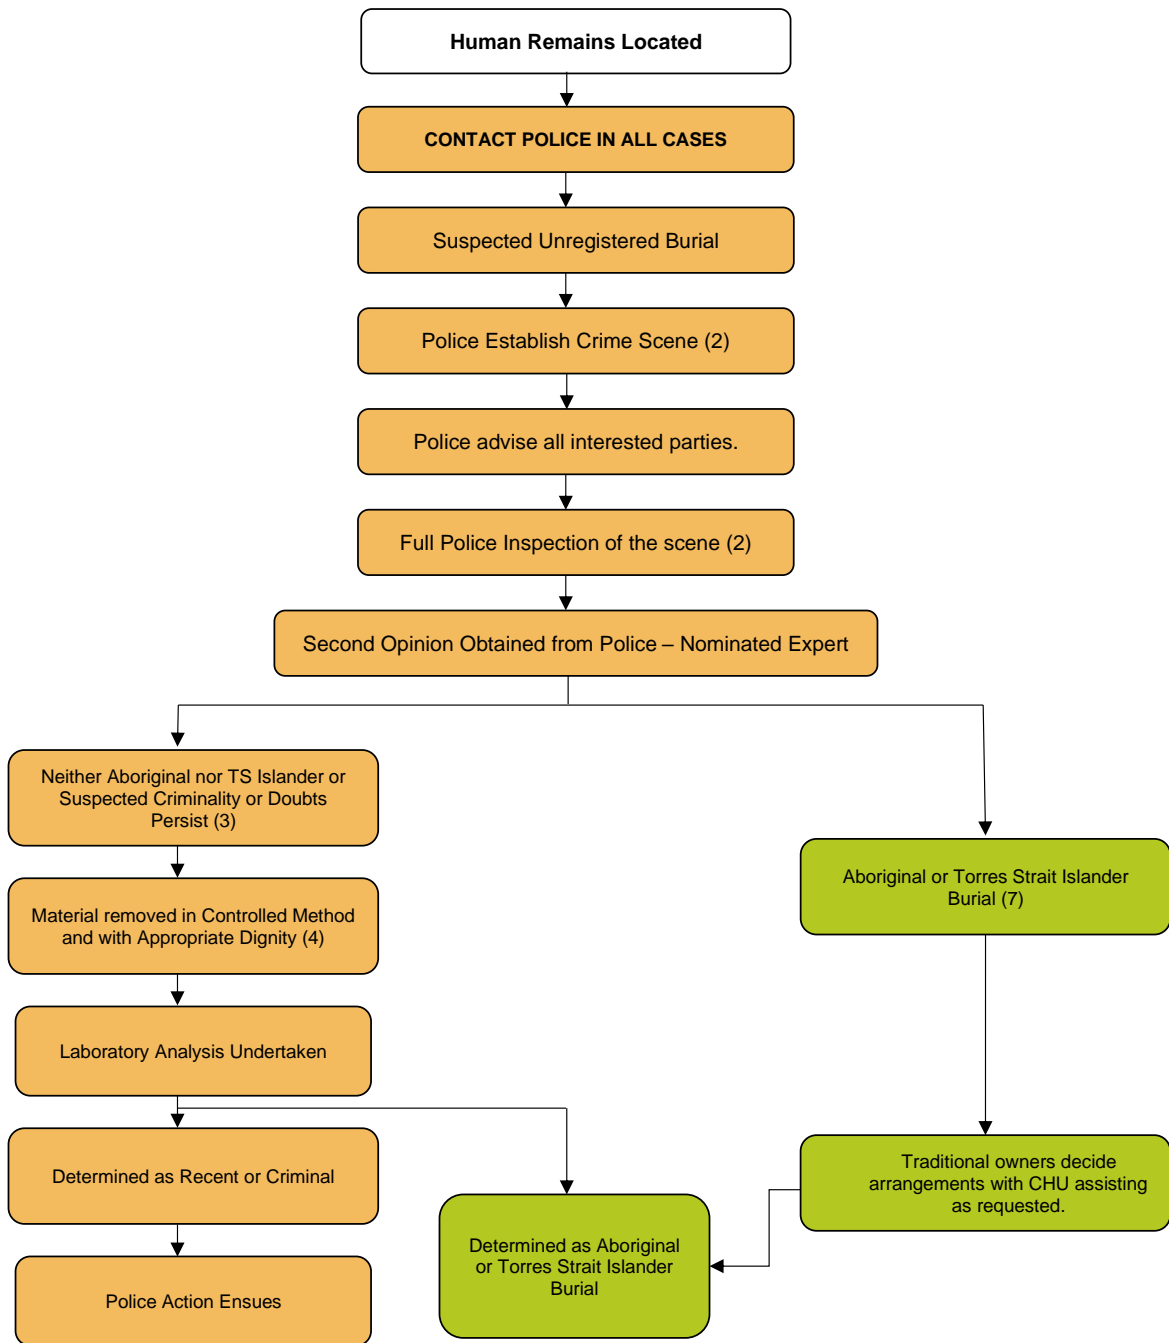 Human Remains Located
CONTACT POLICE IN ALL CASES
Suspected Unregistered Burial
Police Establish Crime Scene (2)
Police advise all interested parties.
Full Police Inspection of the scene (2)
Second Opinion Obtained from Police – Nominated Expert
Neither Aboriginal nor TS Islander or
Suspected Criminality or Doubts
Persist (3)
Aboriginal or Torres Strait Islander
Burial (7)
Material removed in Controlled Method
and with Appropriate Dignity (4)
Laboratory Analysis Undertaken
Determined as Recent or Criminal
Traditional owners decide
arrangements with CHU assisting
as requested.
Determined as Aboriginal
or Torres Strait Islander
Burial
Police Action Ensues